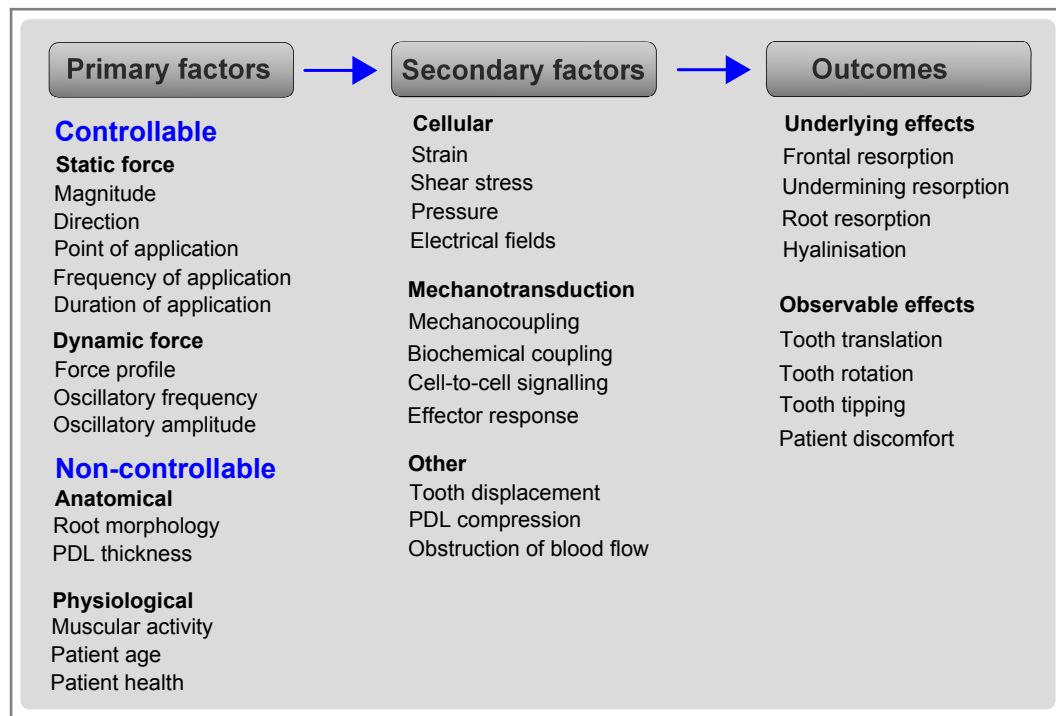 Primary factors
Controllable
Static force
Magnitude
Direction
Point of application
Frequency of application
Duration of application
Dynamic force
Force profile
Oscillatory frequency
Oscillatory amplitude
Non-controllable
Anatomical
Root morphology
PDL thickness
Physiological
Muscular activity
Patient age
Patient health
Secondary factors
Cellular
Strain
Shear stress
Pressure
Electrical fields
Mechanotransduction
Mechanocoupling
Biochemical coupling
Cell-to-cell signalling
Effector response
Other
Tooth displacement
PDL compression
Obstruction of blood flow
Outcomes
Underlying effects
Frontal resorption
Undermining resorption
Root resorption
Hyalinisation
Observable effects
Tooth translation
Tooth rotation
Tooth tipping
Patient discomfort